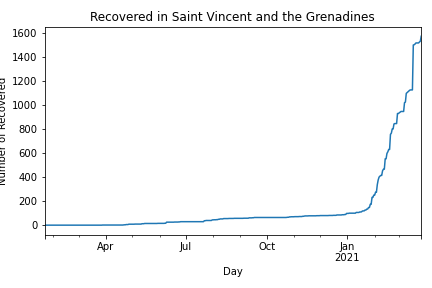 Recovered in Saint Vincent and the Grenadines
1600
1400
1200
1000
800
600
400
200
0
Number of Recovered
Apr
Jul
Oct
Jan
2021
Day